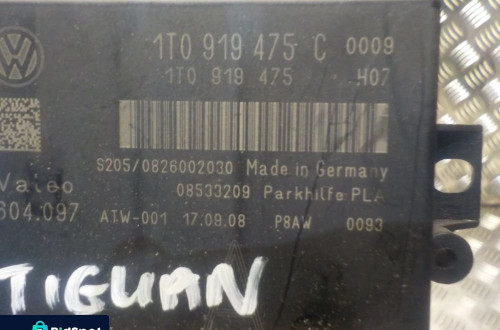 1T0 919 475 C 0009
1T0 919 475 H07
S205/0826002030 Made in Germany
Valeo 08533209 Parkhilfe PLA
604.097 ATW-001 17.09.08 P8AW 0093
TIGUAN
BidSpot